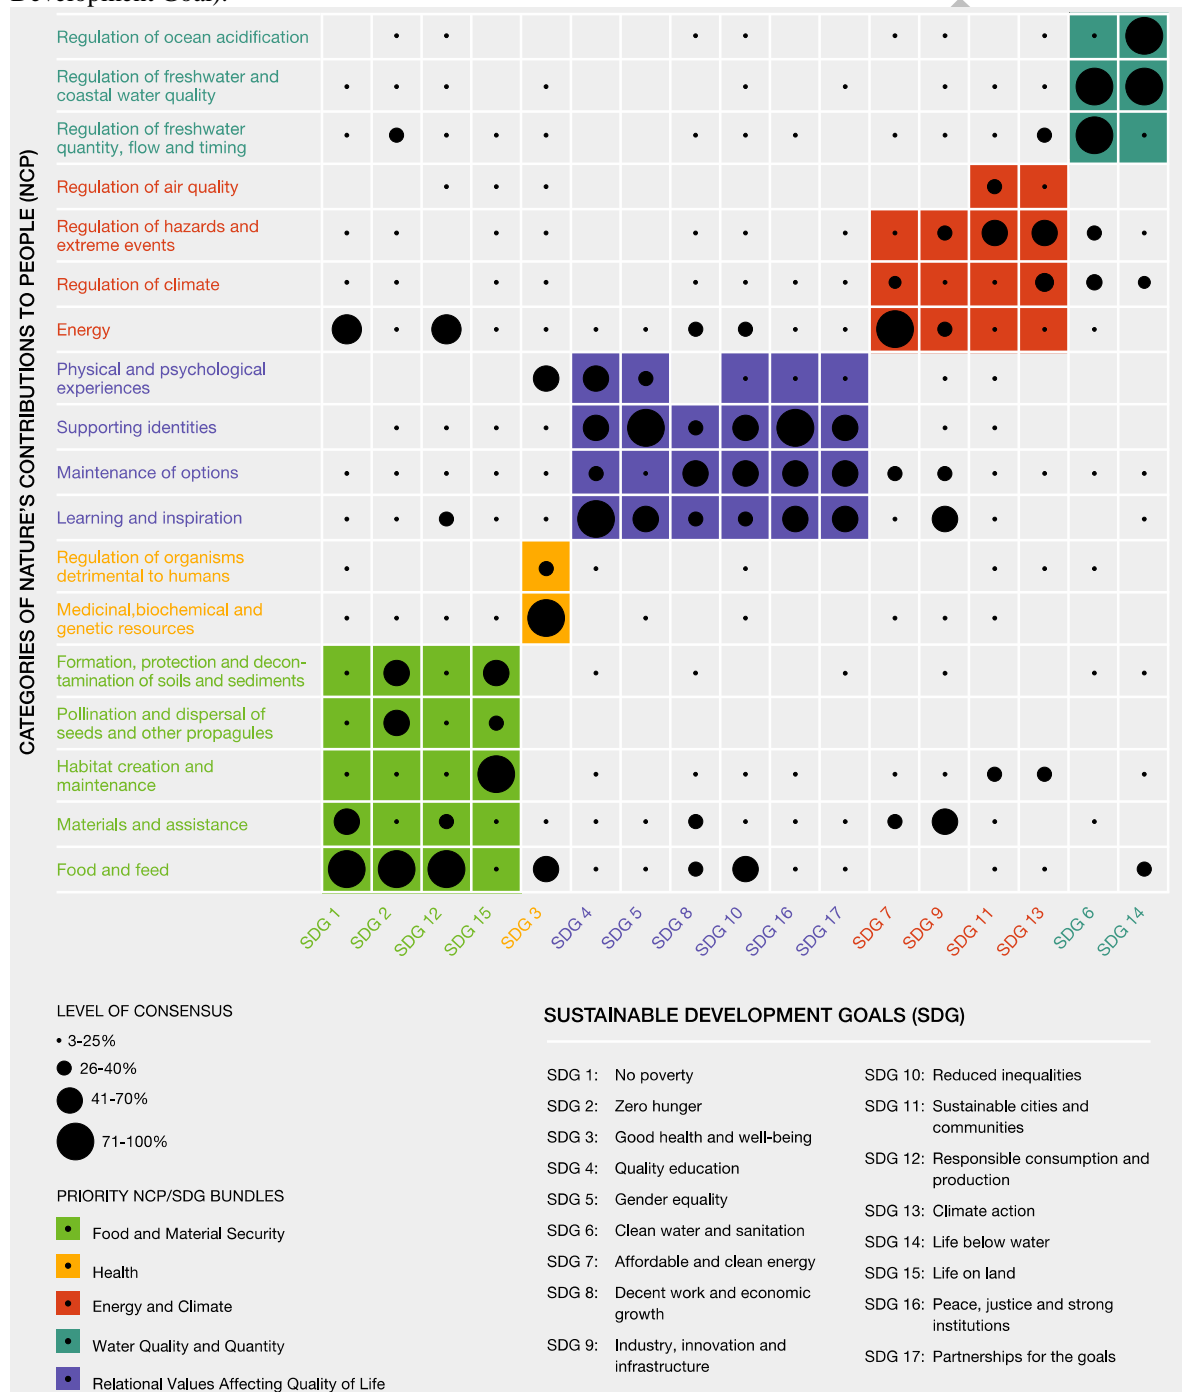 Development Goal).
CATEGORIES OF NATURE'S CONTRIBUTIONS TO PEOPLE (NCP)
Regulation of ocean acidification
Regulation of freshwater and
coastal water quality
Regulation of freshwater
quantity, flow and timing
Regulation of air quality
Regulation of hazards and
extreme events
Regulation of climate
Energy
Physical and psychological
experiences
Supporting identities
Maintenance of options
Learning and inspiration
Regulation of organisms
detrimental to humans
Medicinal,biochemical and
genetic resources
Formation, protection and decon-
tamination of soils and sediments
Pollination and dispersal of
seeds and other propagules
Habitat creation and
maintenance
Materials and assistance
Food and feed
SDG 1
SDG 2
SDG 12
SDG 15
SDG 3
SDG 4
SDG 5
SDG 8
SDG 10
SDG 16
SDG 17
SDG 7
SDG 9
SDG 11
SDG 13
SDG 6
SDG 14
LEVEL OF CONSENSUS
3-25%
26-40%
41-70%
71-100%
PRIORITY NCP/SDG BUNDLES
Food and Material Security
Health
Energy and Climate
Water Quality and Quantity
Relational Values Affecting Quality of Life
SUSTAINABLE DEVELOPMENT GOALS (SDG)
SDG 1: No poverty
SDG 2: Zero hunger
SDG 3: Good health and well-being
SDG 4: Quality education
SDG 5: Gender equality
SDG 6: Clean water and sanitation
SDG 7: Affordable and clean energy
SDG 8: Decent work and economic
growth
SDG 9: Industry, innovation and
infrastructure
SDG 10: Reduced inequalities
SDG 11: Sustainable cities and
communities
SDG 12: Responsible consumption and
production
SDG 13: Climate action
SDG 14: Life below water
SDG 15: Life on land
SDG 16: Peace, justice and strong
institutions
SDG 17: Partnerships for the goals